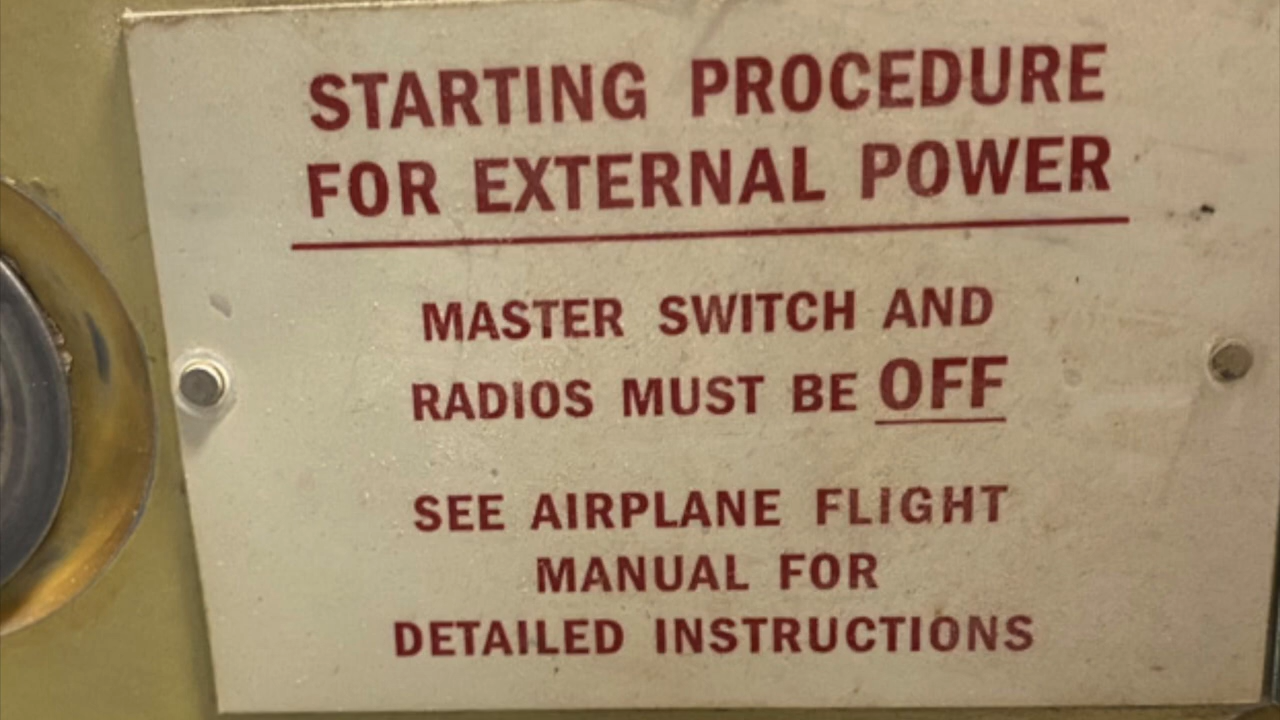 STARTING PROCEDURE
FOR EXTERNAL POWER
MASTER SWITCH AND
RADIOS MUST BE OFF
SEE AIRPLANE FLIGHT
MANUAL FOR
DETAILED INSTRUCTIONS